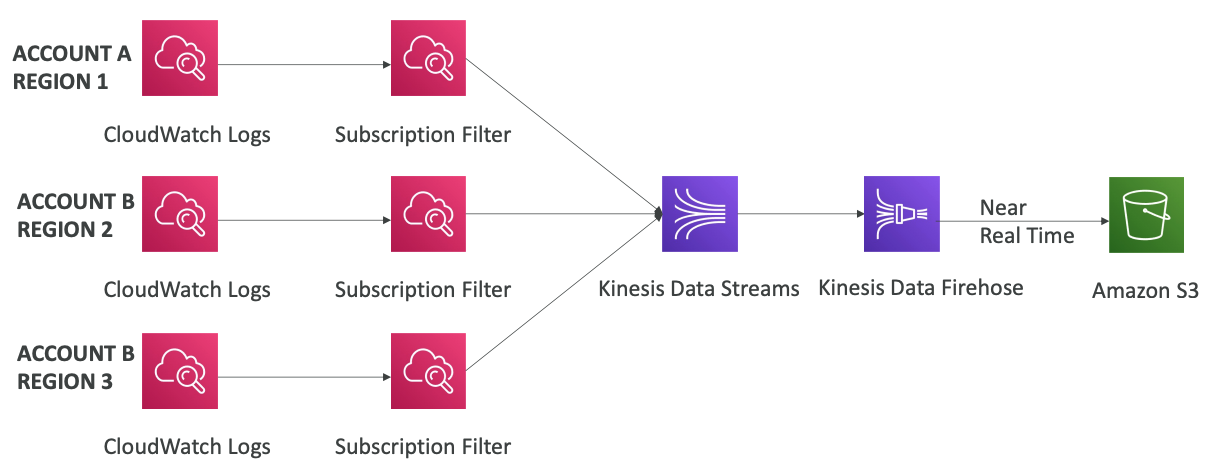 ACCOUNT A
REGION 1
CloudWatch Logs
Subscription Filter
ACCOUNT B
REGION 2
CloudWatch Logs
Subscription Filter
Kinesis Data Streams
Kinesis Data Firehose
Near
Real Time
Amazon S3
ACCOUNT B
REGION 3
CloudWatch Logs
Subscription Filter